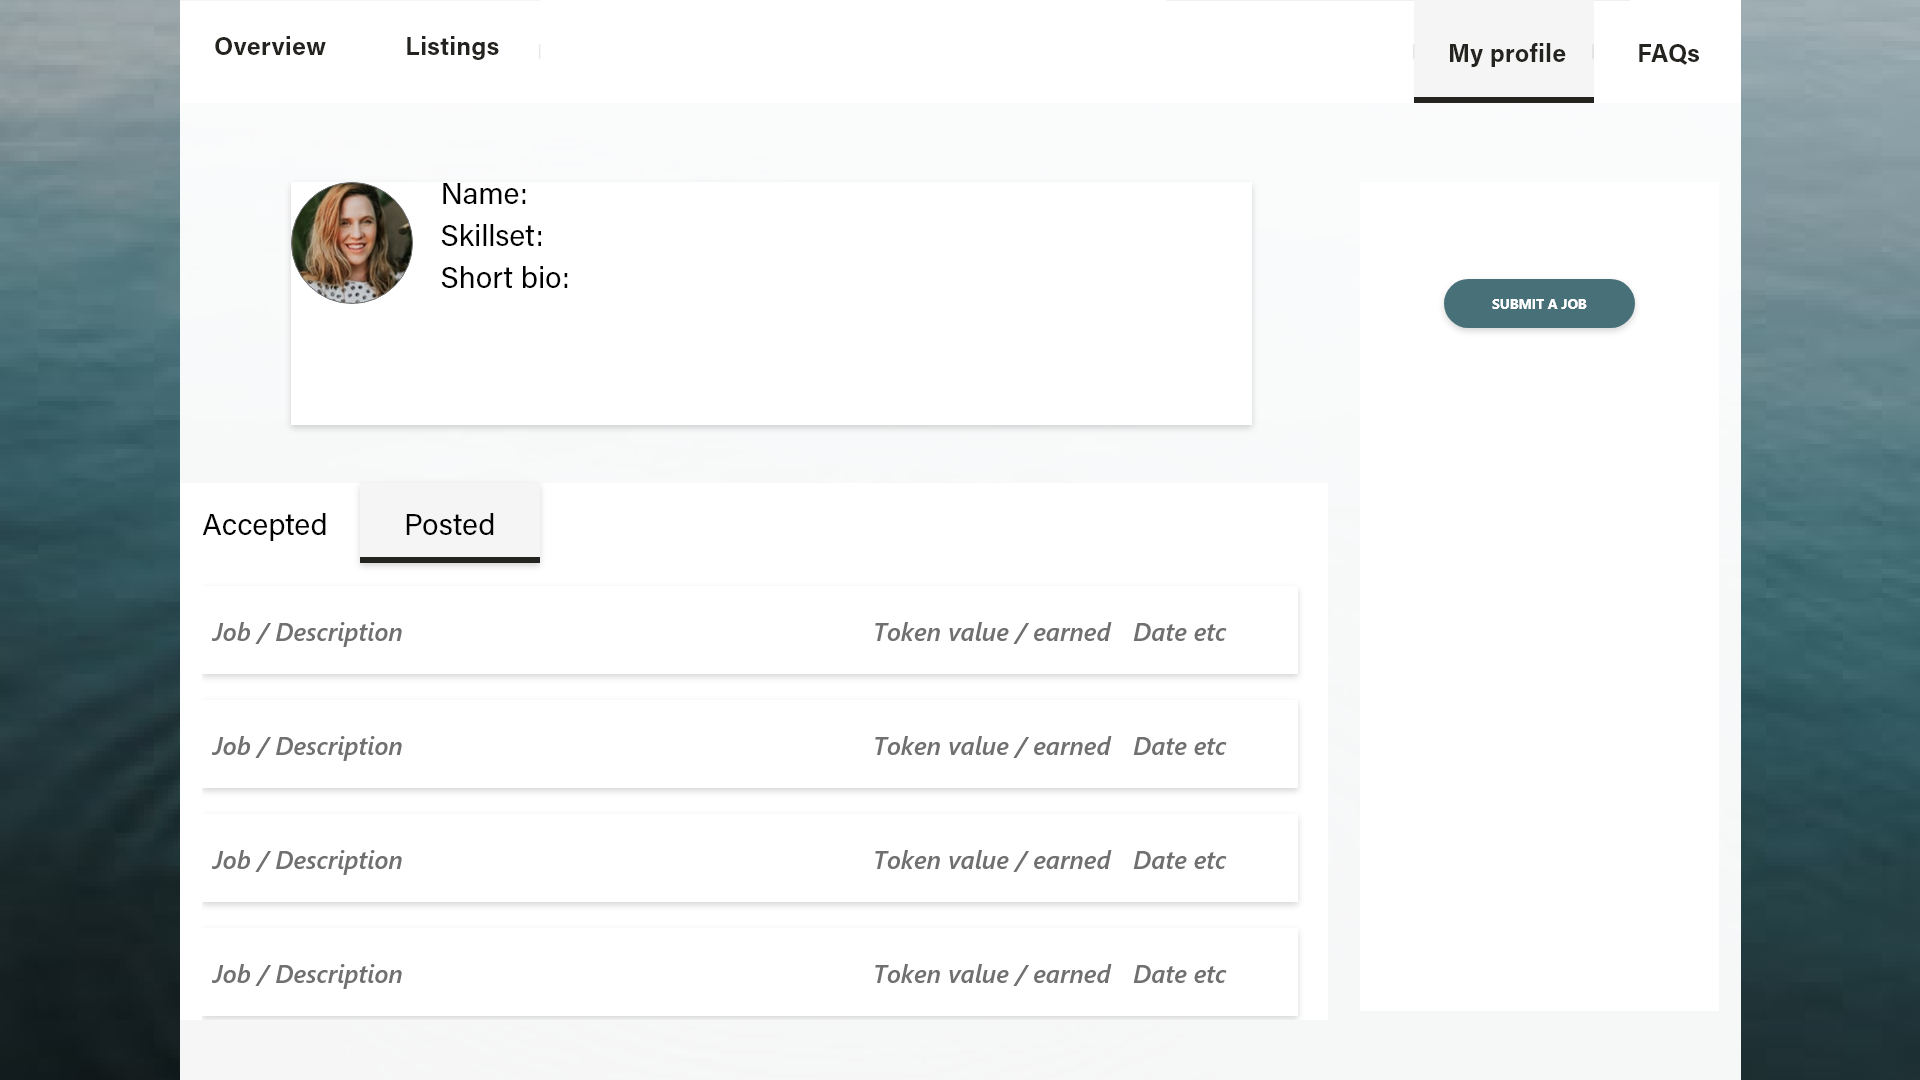 Overview Listings My profile FAQs
Name:
Skillset:
Short bio:
SUBMIT A JOB
Accepted Posted
Job / Description Token value / earned Date etc
Job / Description Token value / earned Date etc
Job / Description Token value / earned Date etc
Job / Description Token value / earned Date etc